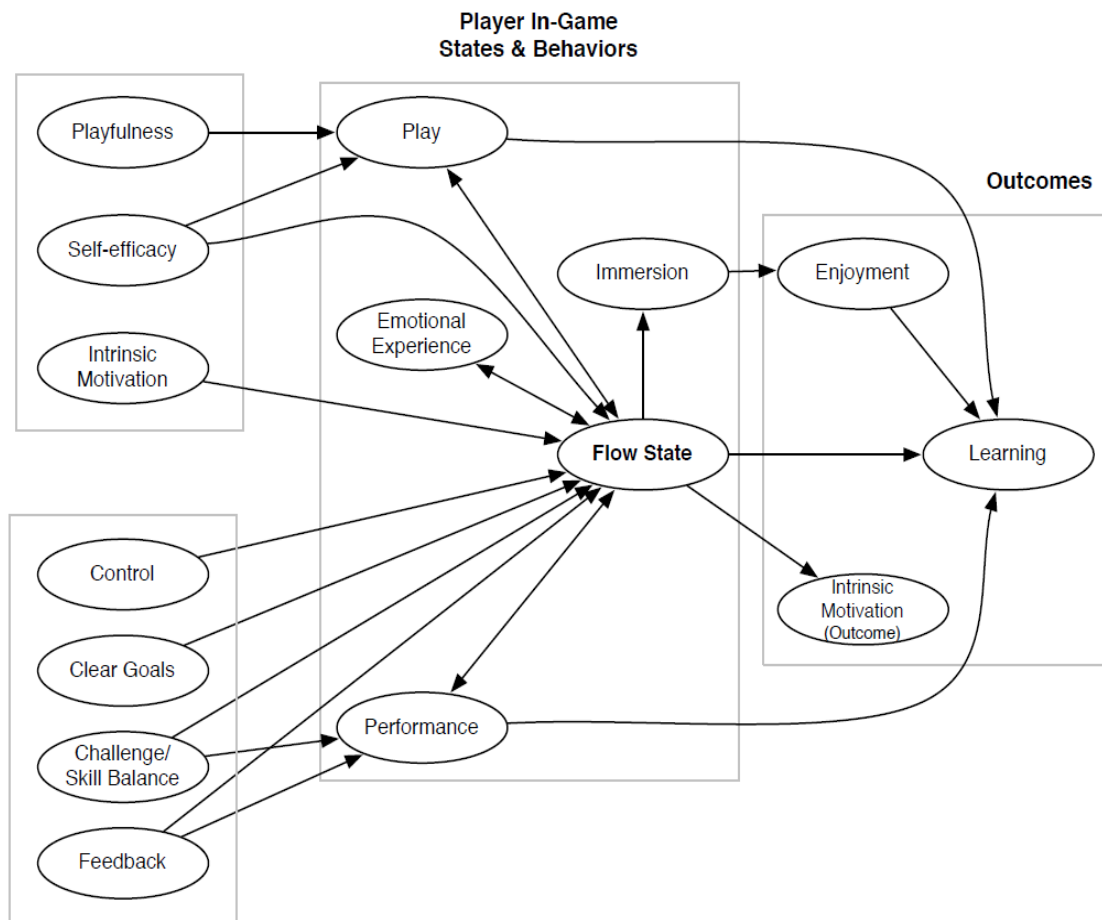 Player In-Game
States & Behaviors
Playfulness
Play
Outcomes
Self-efficacy
Immersion
Enjoyment
Emotional
Experience
Intrinsic
Motivation
Flow State
Learning
Control
Intrinsic
Motivation
(Outcome)
Clear Goals
Performance
Challenge/
Skill Balance
Feedback